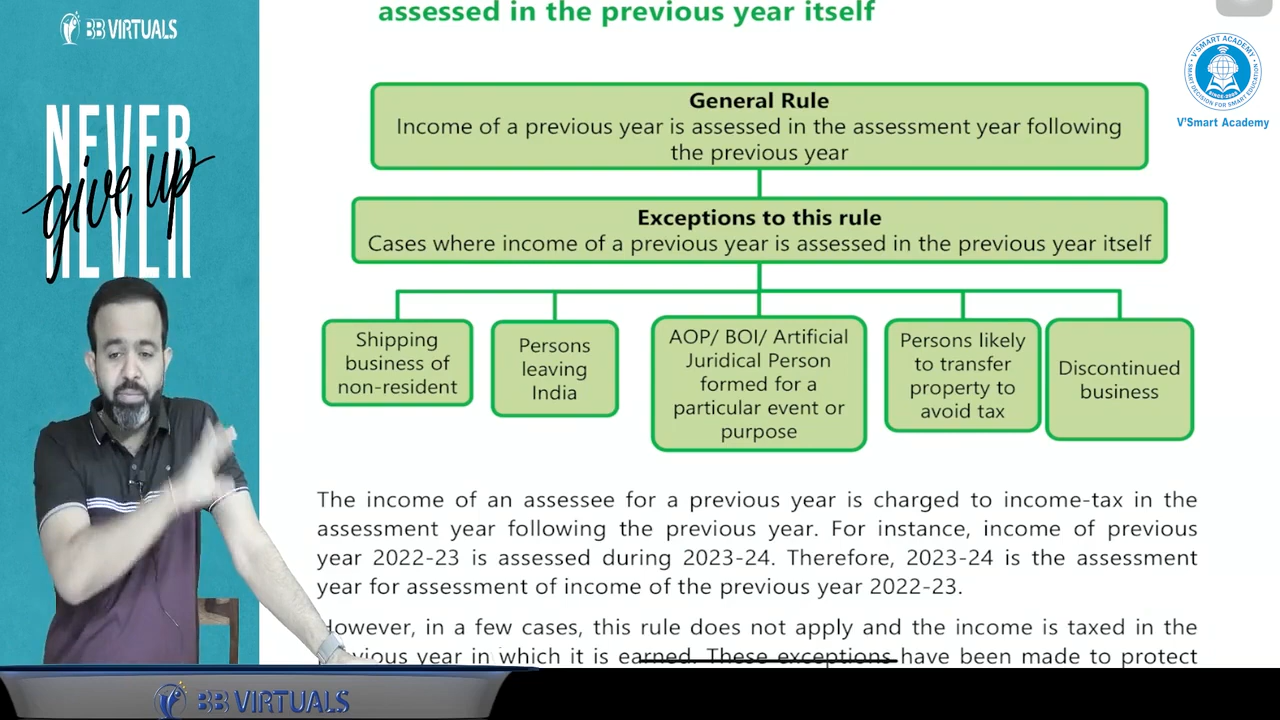 assessed in the previous year itself
BB VIRTUALS
V'SMART ACADEMY
SMART DECISION FOR SMART EDUCATION
V'Smart Academy
NEVER
give up
NEVER
General Rule
Income of a previous year is assessed in the assessment year following
the previous year
Exceptions to this rule
Cases where income of a previous year is assessed in the previous year itself
Shipping
business of
non-resident
Persons
leaving
India
AOP/ BOI/ Artificial
Juridical Person
formed for a
particular event or
purpose
Persons likely
to transfer
property to
avoid tax
Discontinued
business
The income of an assessee for a previous year is charged to income-tax in the
assessment year following the previous year. For instance, income of previous
year 2022-23 is assessed during 2023-24. Therefore, 2023-24 is the assessment
year for assessment of income of the previous year 2022-23.
However, in a few cases, this rule does not apply and the income is taxed in the
previous year in which it is earned. These exceptions have been made to protect
BB VIRTUALS